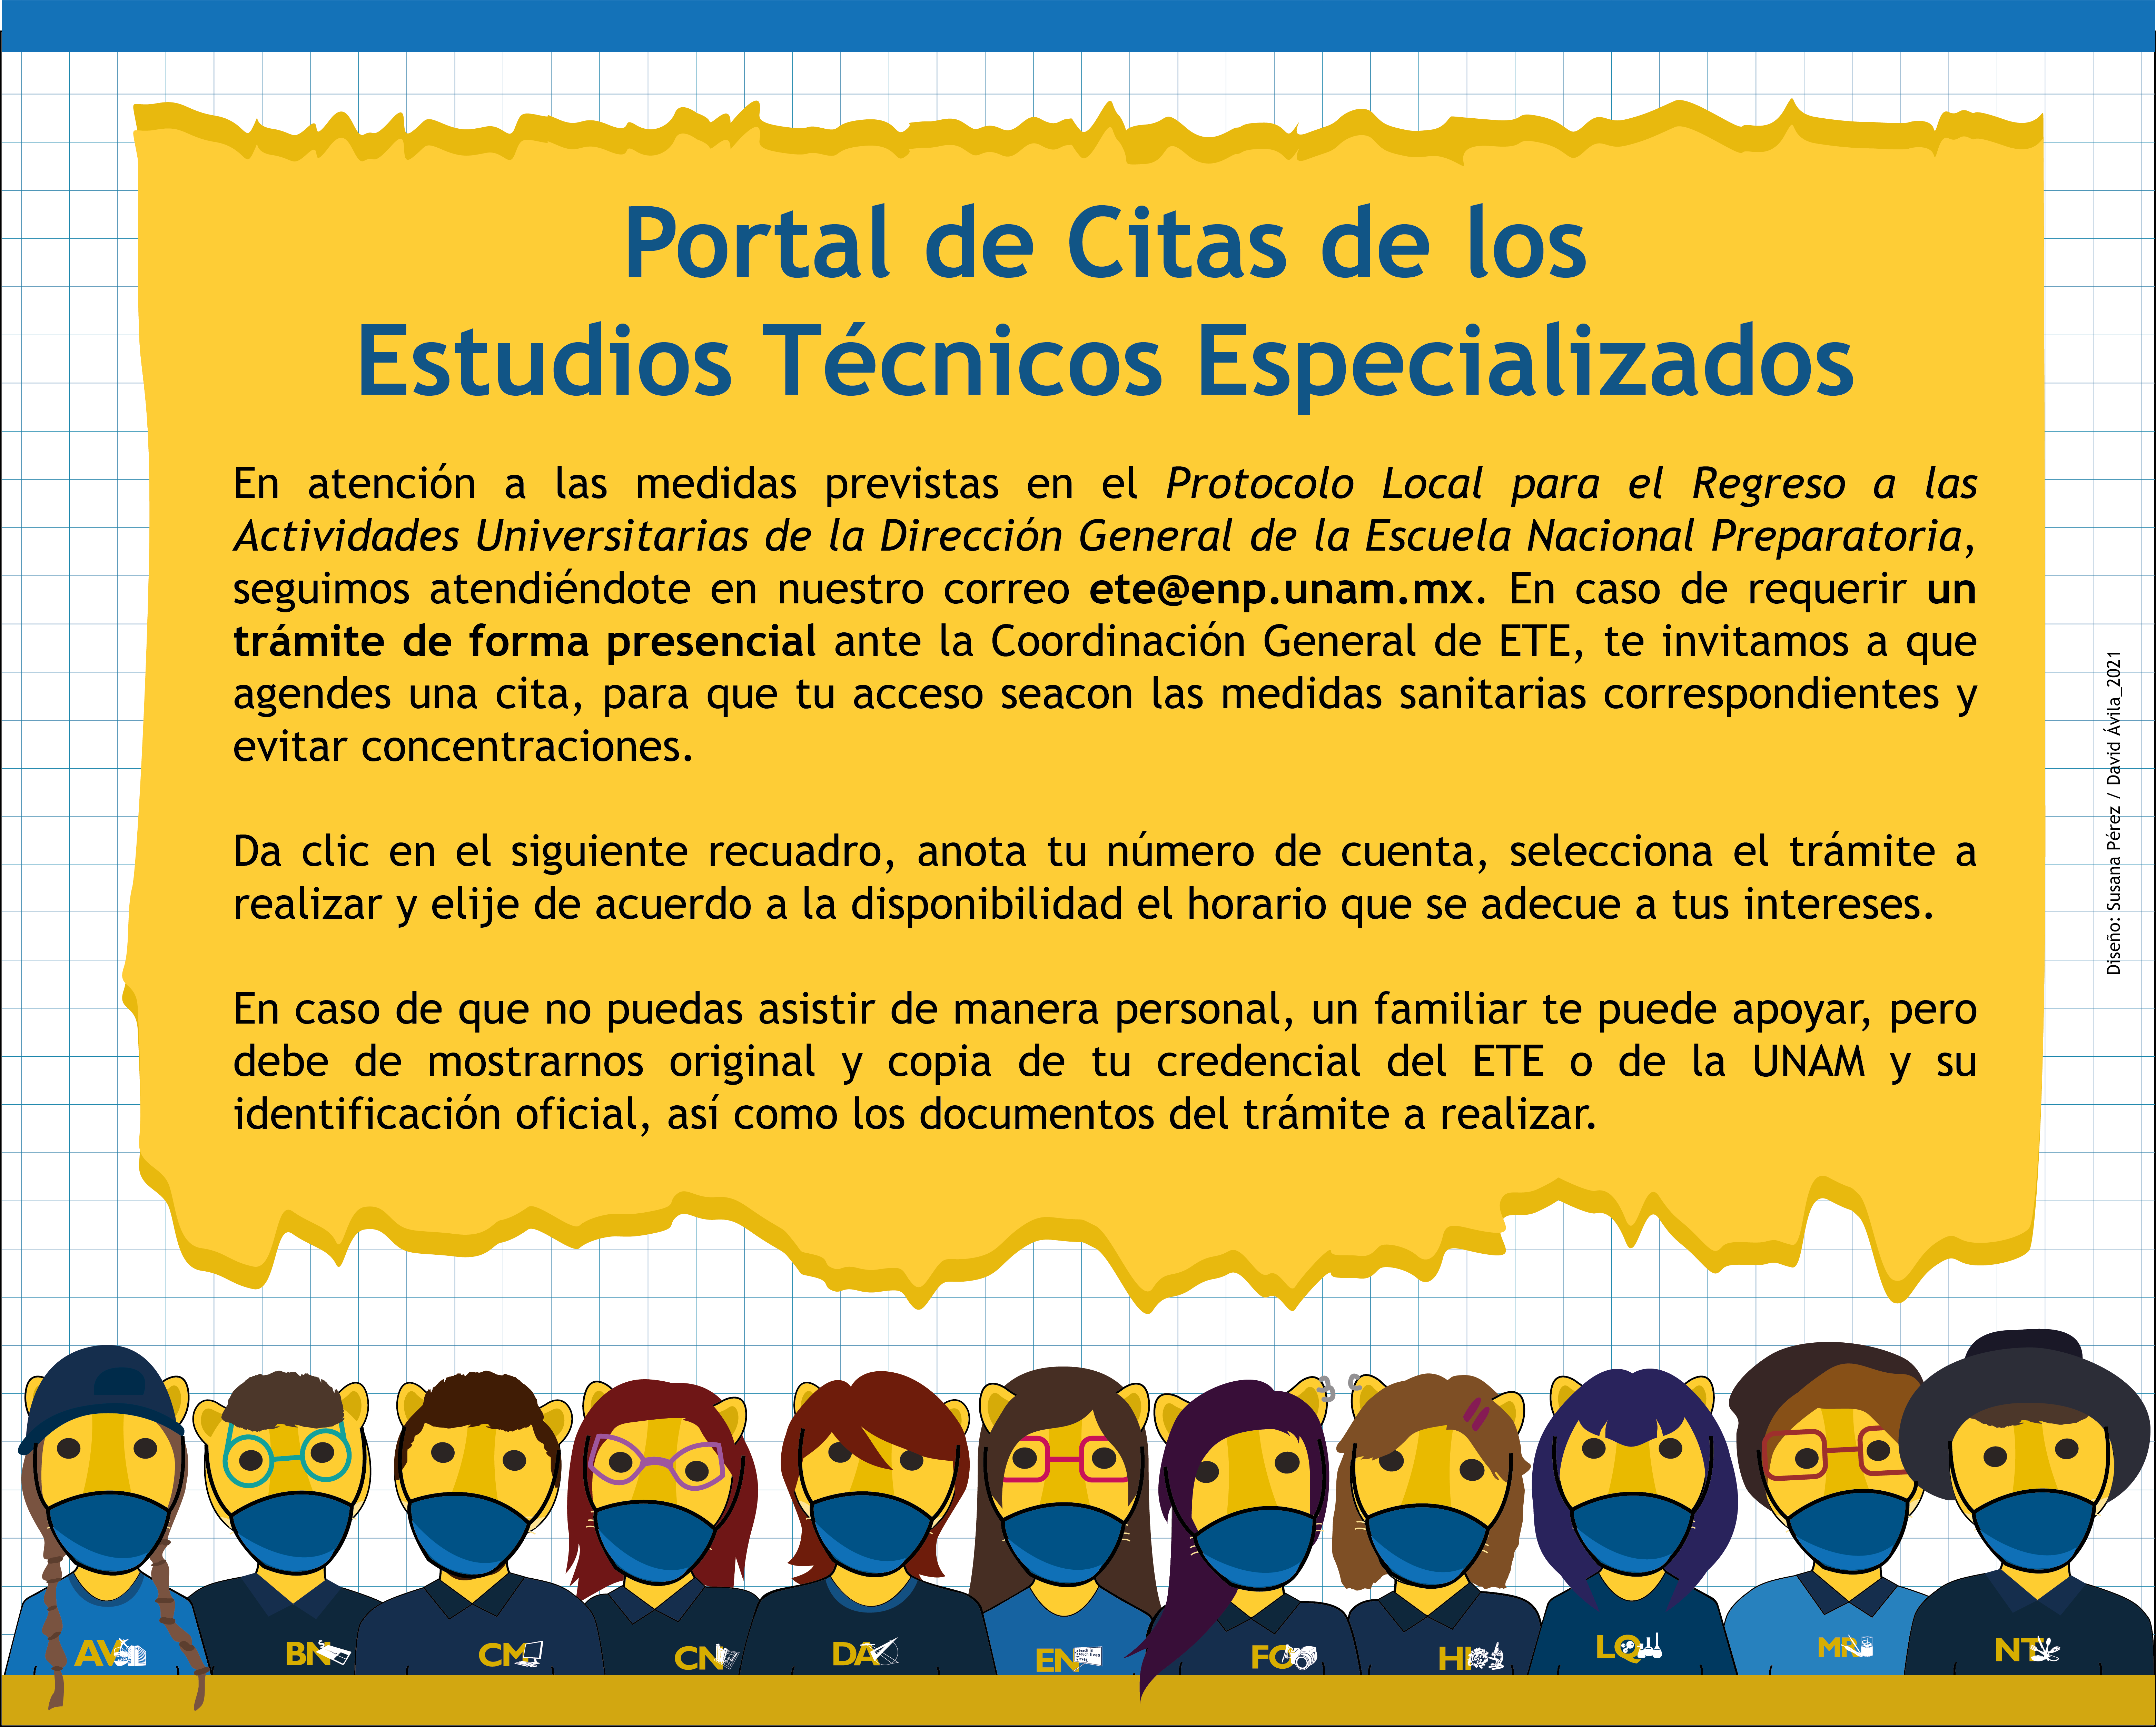 Portal de Citas de los
Estudios Técnicos Especializados
En atención a las medidas previstas en el Protocolo Local para el Regreso a las
Actividades Universitarias de la Dirección General de la Escuela Nacional Preparatoria,
seguimos atendiéndote en nuestro correo ete@enp.unam.mx. En caso de requerir un
trámite de forma presencial ante la Coordinación General de ETE, te invitamos a que
agendes una cita, para que tu acceso seacon las medidas sanitarias correspondientes y
evitar concentraciones.
Da clic en el siguiente recuadro, anota tu número de cuenta, selecciona el trámite a
realizar y elije de acuerdo a la disponibilidad el horario que se adecue a tus intereses.
En caso de que no puedas asistir de manera personal, un familiar te puede apoyar, pero
debe de mostrarnos original y copia de tu credencial del ETE o de la UNAM y su
identificación oficial, así como los documentos del trámite a realizar.
Diseño: Susana Pérez / David Ávila_2021
AV
BN
CM
CN
DA
EN
FO
HI
LQ
MR
NT